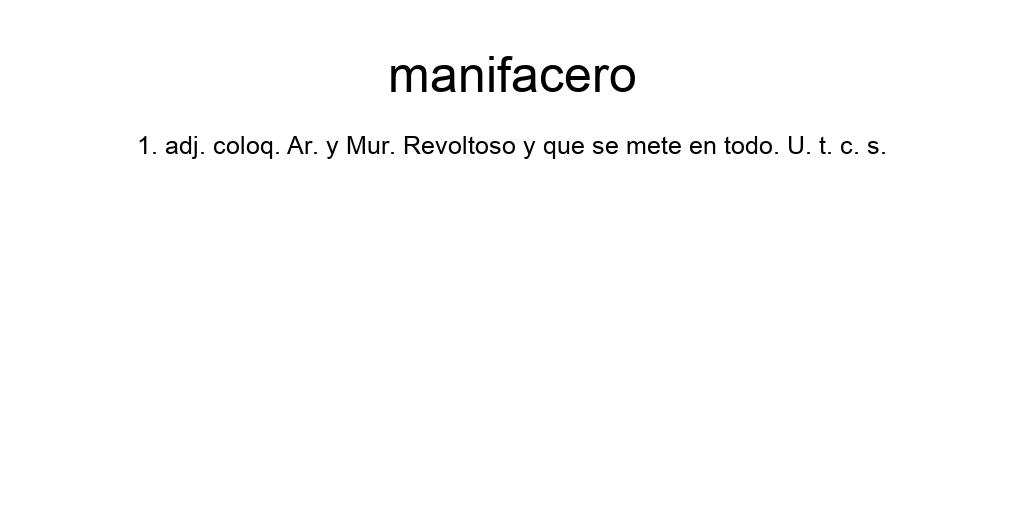 manifacero
1. adj. coloq. Ar. y Mur. Revoltoso y que se mete en todo. U. t. c. s.